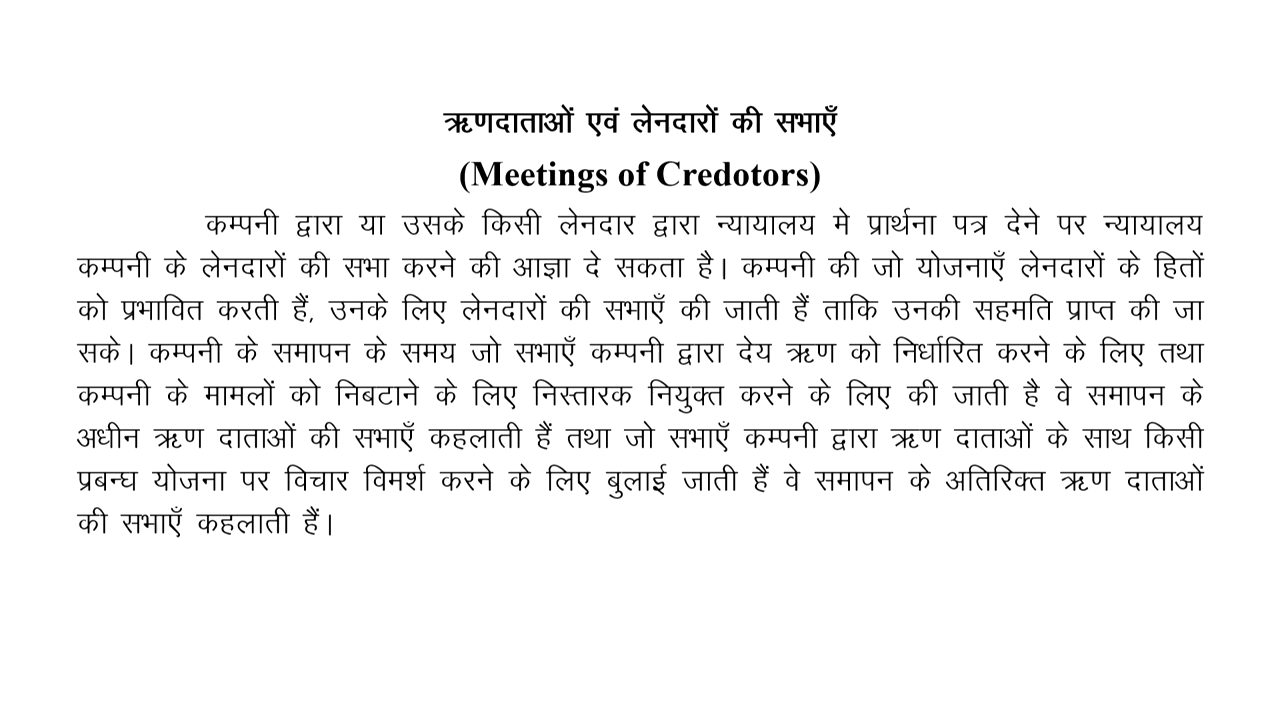 ऋणदाताओं एवं लेनदारों की सभाएँ
(Meetings of Credotors)
कम्पनी द्वारा या उसके किसी लेनदार द्वारा न्यायालय मे प्रार्थना पत्र देने पर न्यायालय
कम्पनी के लेनदारों की सभा करने की आज्ञा दे सकता है। कम्पनी की जो योजनाएँ लेनदारों के हितों
को प्रभावित करती हैं, उनके लिए लेनदारों की सभाएँ की जाती हैं ताकि उनकी सहमति प्राप्त की जा
सके। कम्पनी के समापन के समय जो सभाएँ कम्पनी द्वारा देय ऋण को निर्धारित करने के लिए तथा
कम्पनी के मामलों को निबटाने के लिए निस्तारक नियुक्त करने के लिए की जाती है वे समापन के
अधीन ऋण दाताओं की सभाएँ कहलाती हैं तथा जो सभाएँ कम्पनी द्वारा ऋण दाताओं के साथ किसी
प्रबन्घ योजना पर विचार विमर्श करने के लिए बुलाई जाती हैं वे समापन के अतिरिक्त ऋण दाताओं
की सभाएँ कहलाती हैं।